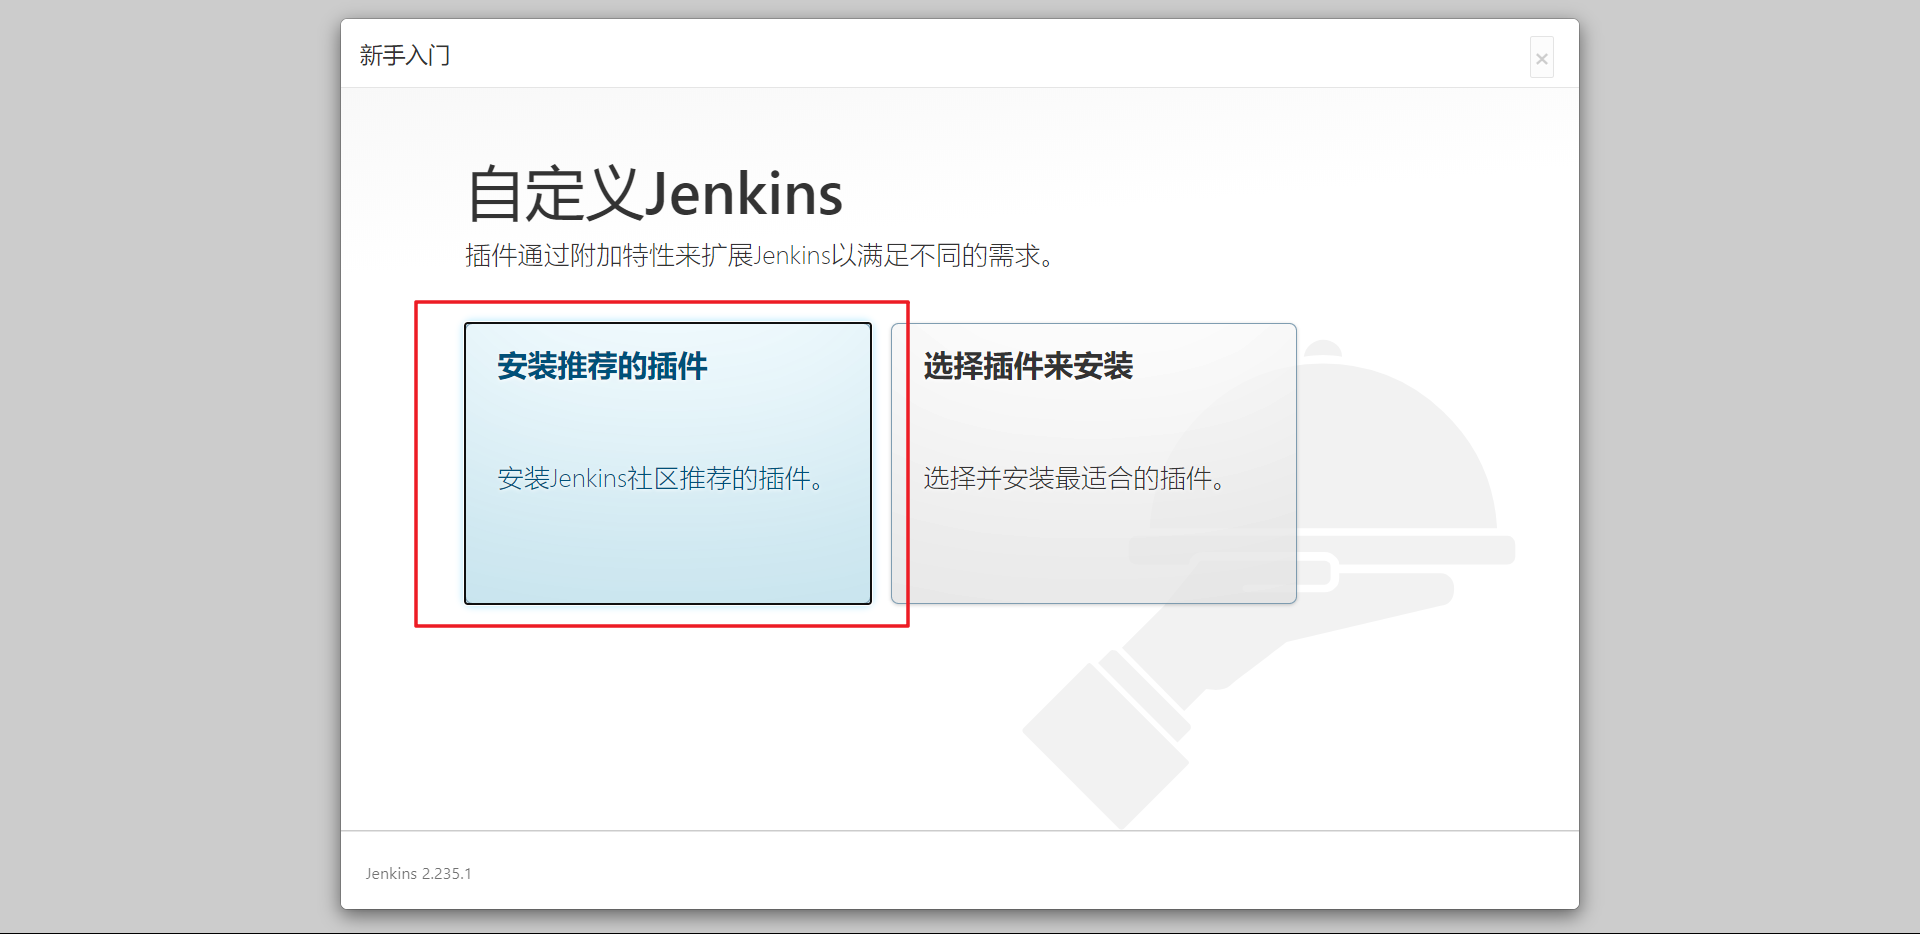 新手入门
×
自定义Jenkins
插件通过附加特性来扩展Jenkins以满足不同的需求。
安装推荐的插件
安装Jenkins社区推荐的插件。
选择插件来安装
选择并安装最适合的插件。
Jenkins 2.235.1